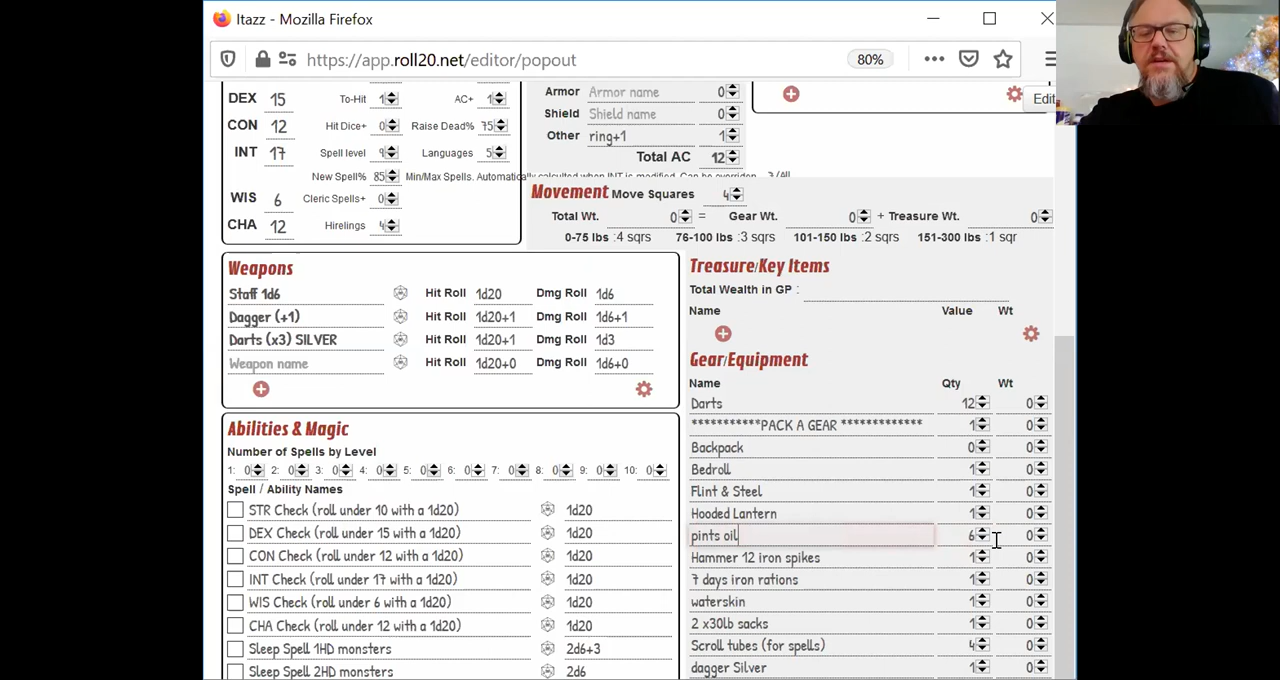 Itazz - Mozilla Firefox
https://app.roll20.net/editor/popout
80%
DEX 15 To-Hit 1 AC+ 1
CON 12 Hit Dice+ 0 Raise Dead% 75
INT 17 Spell level 9 Languages 5
New Spell% 85 Min/Max Spells. Automatically calculted when INT is modified. Can be overriden 7/All
WIS 6 Cleric Spells+ 0
CHA 12 Hirelings 4
Armor Armor name 0
Shield Shield name 0
Other ring+1 1
Total AC 12
Edit
Movement Move Squares 4
Total Wt. 0 = Gear Wt. 0 + Treasure Wt. 0
0-75 lbs :4 sqrs 76-100 lbs :3 sqrs 101-150 lbs :2 sqrs 151-300 lbs :1 sqr
Weapons
Staff 1d6 Hit Roll 1d20 Dmg Roll 1d6
Dagger (+1) Hit Roll 1d20+1 Dmg Roll 1d6+1
Darts (x3) SILVER Hit Roll 1d20+1 Dmg Roll 1d3
Weapon name Hit Roll 1d20+0 Dmg Roll 1d6+0
Abilities & Magic
Number of Spells by Level
1: 0 2: 0 3: 0 4: 0 5: 0 6: 0 7: 0 8: 0 9: 0 10: 0
Spell / Ability Names
STR Check (roll under 10 with a 1d20) 1d20
DEX Check (roll under 15 with a 1d20) 1d20
CON Check (roll under 12 with a 1d20) 1d20
INT Check (roll under 17 with a 1d20) 1d20
WIS Check (roll under 6 with a 1d20) 1d20
CHA Check (roll under 12 with a 1d20) 1d20
Sleep Spell 1HD monsters 2d6+3
Sleep Spell 2HD monsters 2d6
Treasure/Key Items
Total Wealth in GP :
Name Value Wt
Gear/Equipment
Name Qty Wt
Darts 12 0
***********PACK A GEAR ************* 1 0
Backpack 0 0
Bedroll 1 0
Flint & Steel 1 0
Hooded Lantern 1 0
pints oil 6 0
Hammer 12 iron spikes 1 0
7 days iron rations 1 0
waterskin 1 0
2 x30lb sacks 1 0
Scroll tubes (for spells) 4 0
dagger Silver 1 0